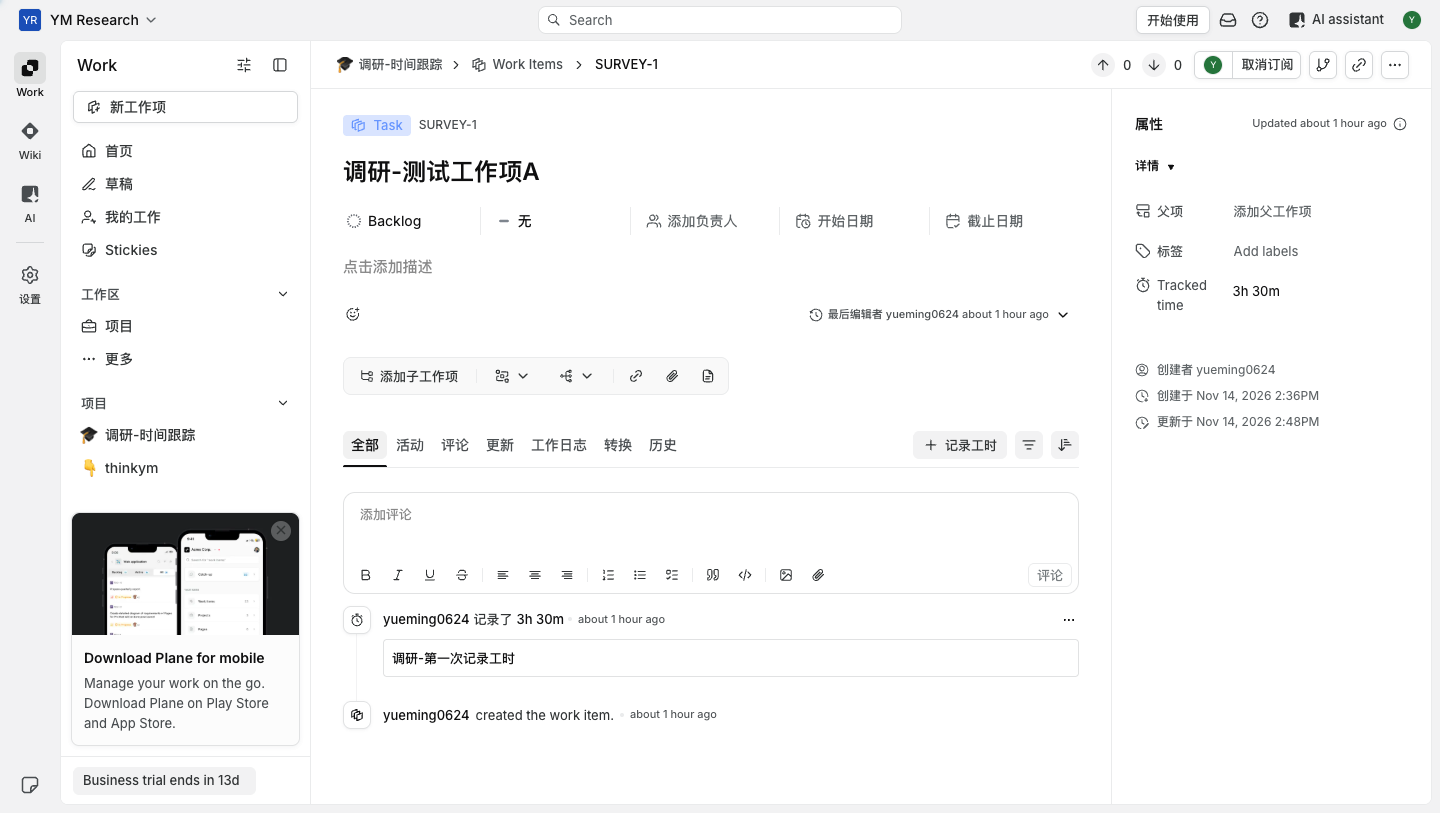 YR YM Research
Search
开始使用
AI assistant
Y
Work
Wiki
AI
设置
Work
新工作项
首页
草稿
我的工作
Stickies
工作区
项目
更多
项目
调研-时间跟踪
thinkym
Download Plane for mobile
Manage your work on the go.
Download Plane on Play Store
and App Store.
Business trial ends in 13d
调研-时间跟踪 Work Items SURVEY-1
0 0 Y 取消订阅
Task SURVEY-1
调研-测试工作项A
Backlog 无 添加负责人 开始日期 截止日期
点击添加描述
最后编辑者 yueming0624 about 1 hour ago
添加子工作项
全部 活动 评论 更新 工作日志 转换 历史
记录工时
添加评论
评论
yueming0624 记录了 3h 30m about 1 hour ago
调研-第一次记录工时
yueming0624 created the work item. about 1 hour ago
属性 Updated about 1 hour ago
详情
父项 添加父工作项
标签 Add labels
Tracked
time 3h 30m
创建者 yueming0624
创建于 Nov 14, 2026 2:36PM
更新于 Nov 14, 2026 2:48PM